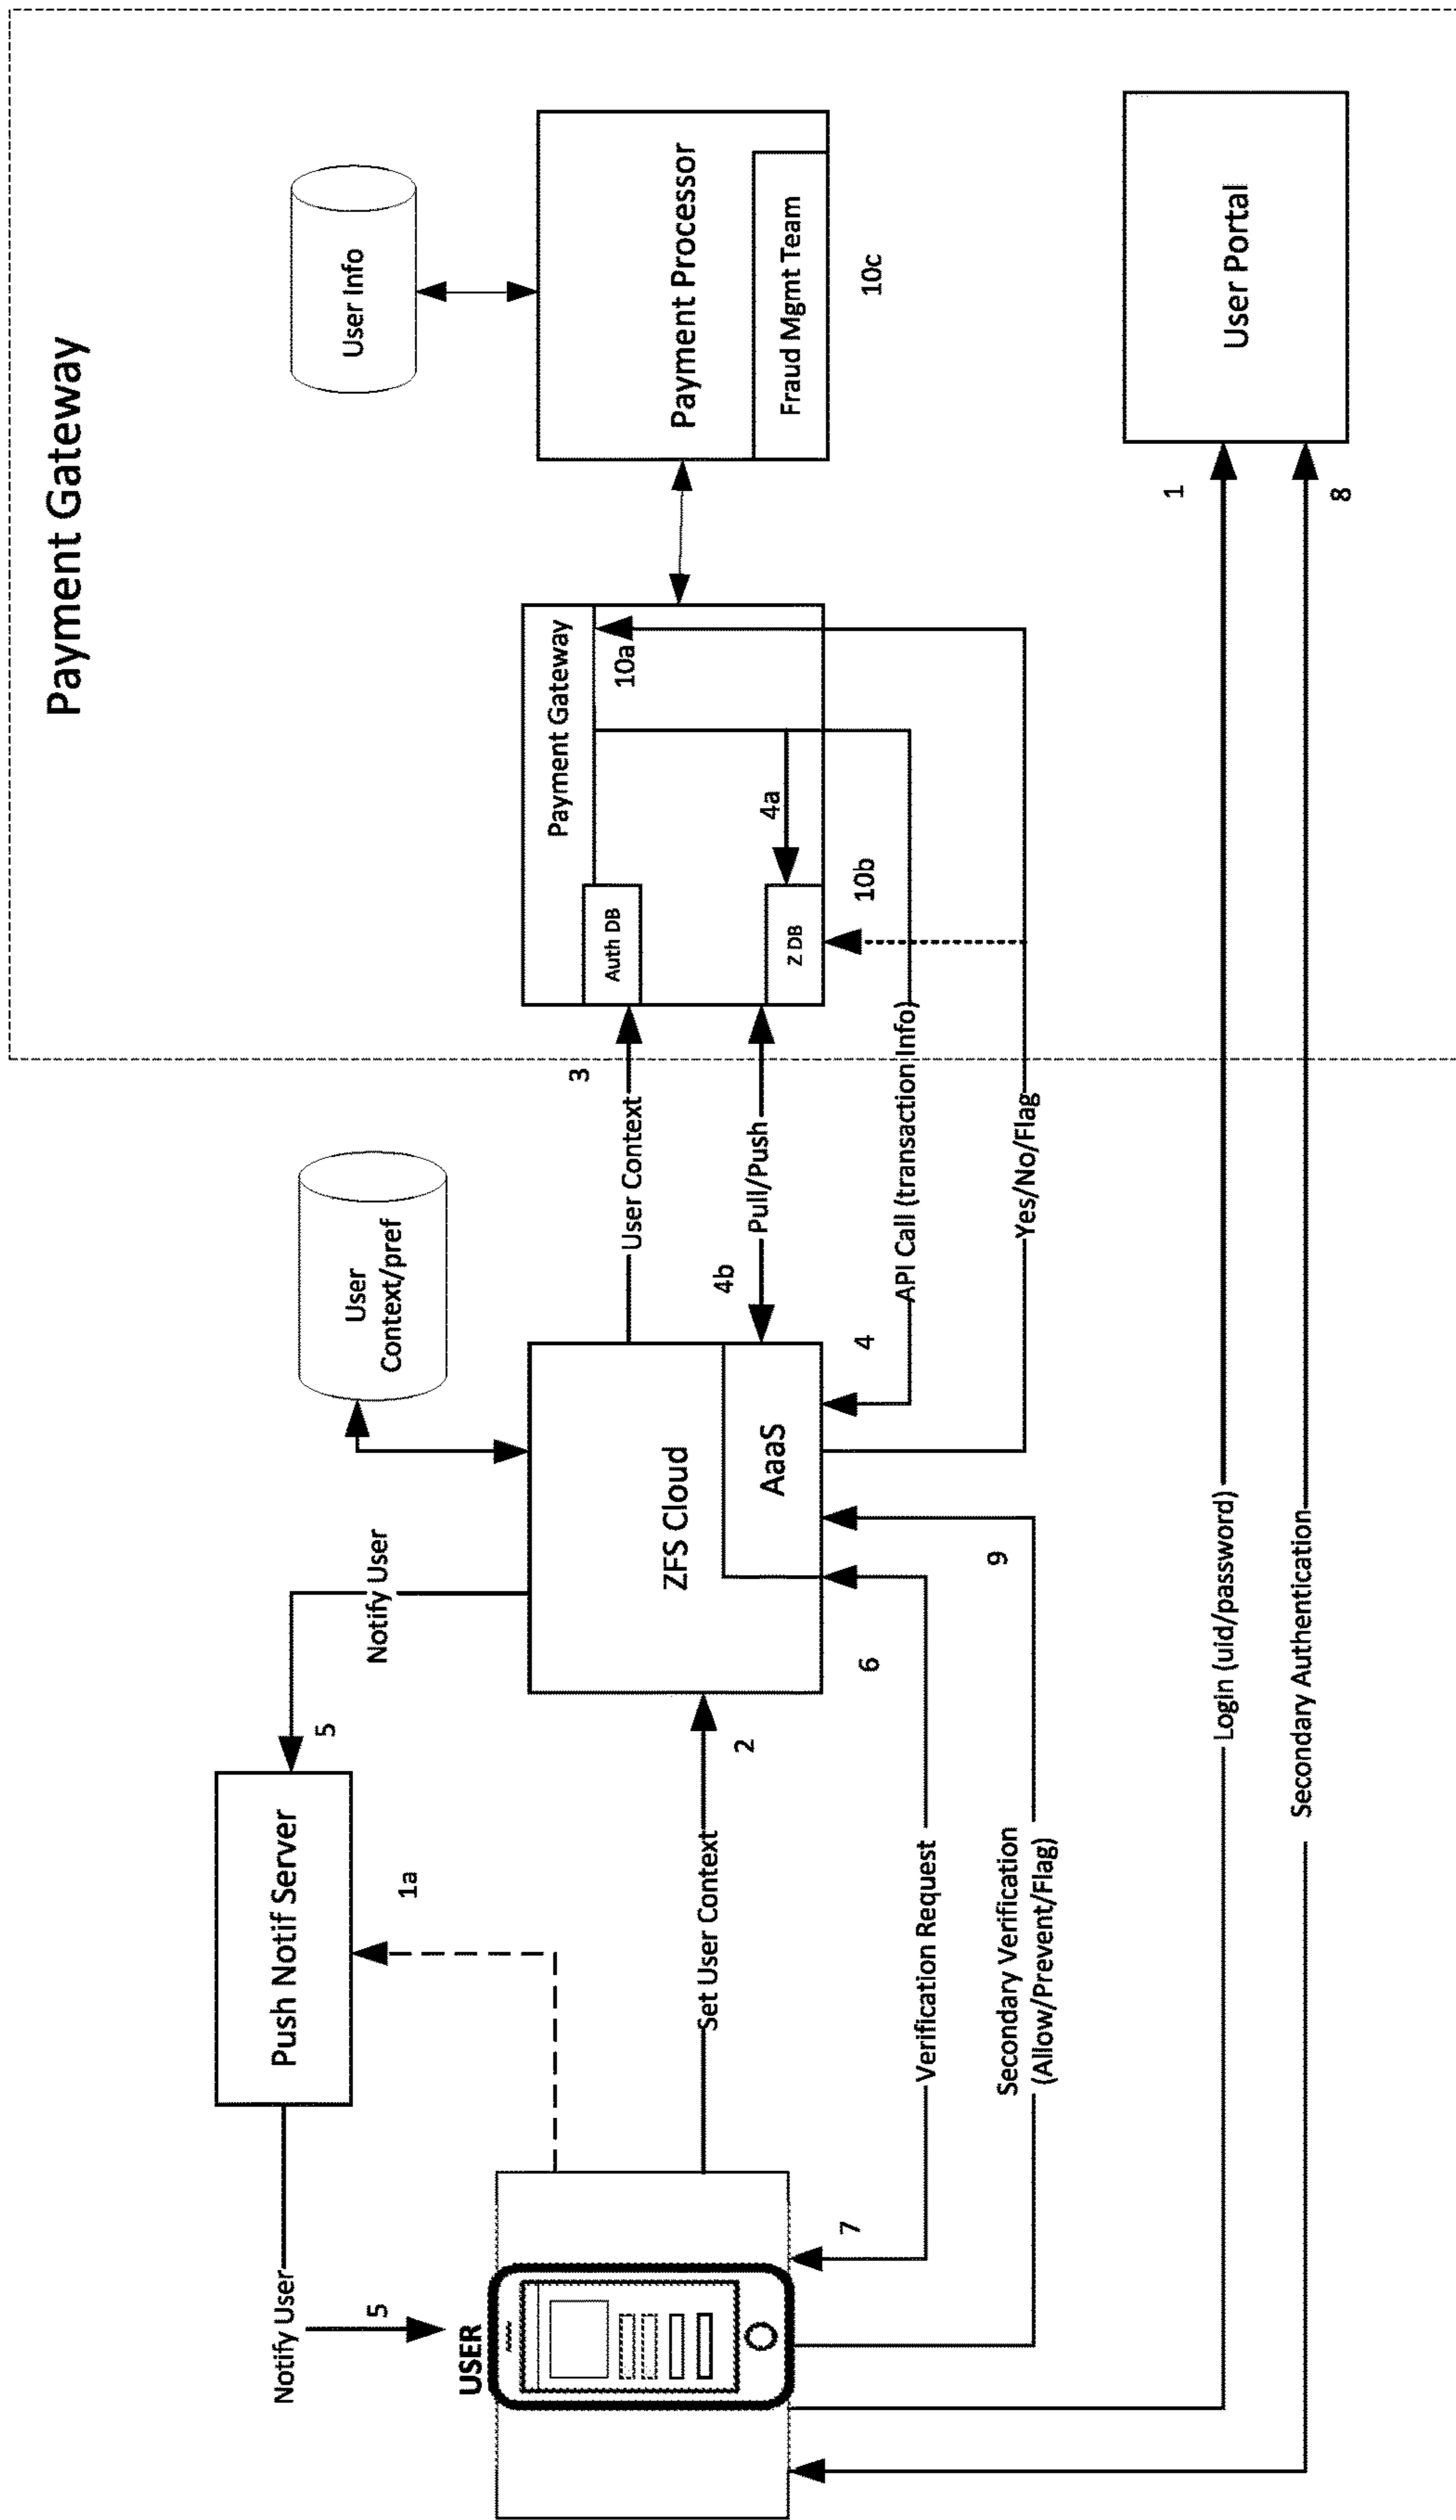 Payment Gateway
User Info
Payment Processor
Fraud Mgmt Team
10c
User Portal
1
8
Payment Gateway
10a
4a
Auth DB
Z DB
10b
3
User Context
Pull/Push
4b
API Call (transaction Info)
4
Yes/No/Flag
User
Context/pref
ZFS Cloud
AaaS
Notify User
5
Push Notif Server
1a
2
Set User Context
6
9
Verification Request
Secondary Verification
(Allow/Prevent/Flag)
7
Login (uid/password)
Secondary Authentication
Notify User
5
USER